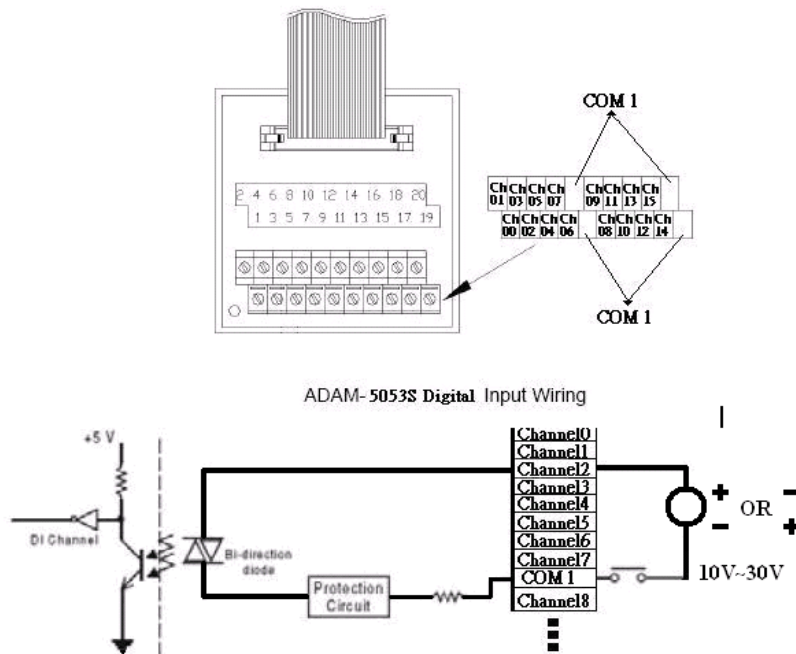 COM 1
Ch 01 Ch 03 Ch 05 Ch 07 Ch 09 Ch 11 Ch 13 Ch 15
Ch 00 Ch 02 Ch 04 Ch 06 Ch 08 Ch 10 Ch 12 Ch 14
COM 1
2 4 6 8 10 12 14 16 18 20
1 3 5 7 9 11 13 15 17 19
ADAM-5053S Digital Input Wiring
+5 V
DI Channel
Bi-direction
diode
Protection
Circuit
Channel0
Channel1
Channel2
Channel3
Channel4
Channel5
Channel6
Channel7
COM 1
Channel8
+ OR -
- +
10V~30V